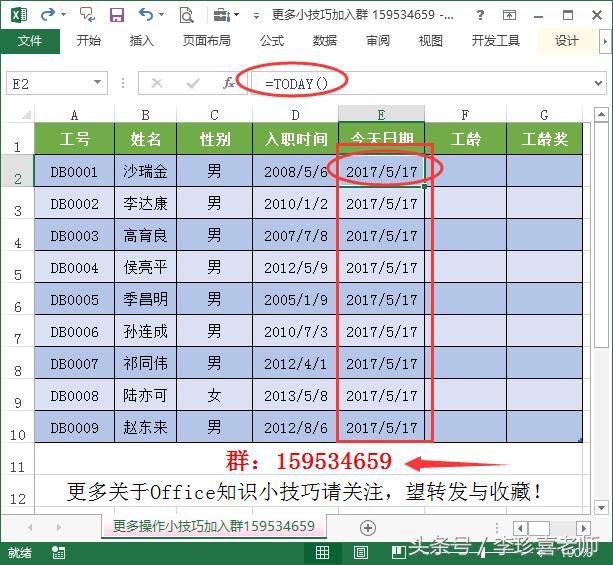 更多小技巧加入群 159534659 -...
文件 开始 插入 页面布局 公式 数据 审阅 视图 开发工具 设计
E2 fx =TODAY()
A B C D E F G
1 工号 姓名 性别 入职时间 今天日期 工龄 工龄奖
2 DB0001 沙瑞金 男 2008/5/6 2017/5/17
3 DB0002 李达康 男 2010/1/2 2017/5/17
4 DB0003 高育良 男 2007/7/8 2017/5/17
5 DB0004 侯亮平 男 2012/5/9 2017/5/17
6 DB0005 季昌明 男 2005/1/9 2017/5/17
7 DB0006 孙连成 男 2010/7/3 2017/5/17
8 DB0007 祁同伟 男 2012/4/1 2017/5/17
9 DB0008 陆亦可 女 2013/5/8 2017/5/17
10 DB0009 赵东来 男 2012/8/6 2017/5/17
11 群：159534659
12 更多关于Office知识小技巧请关注，望转发与收藏！
更多操作小技巧加入群159534659
就绪
头条号／李珍喜老师